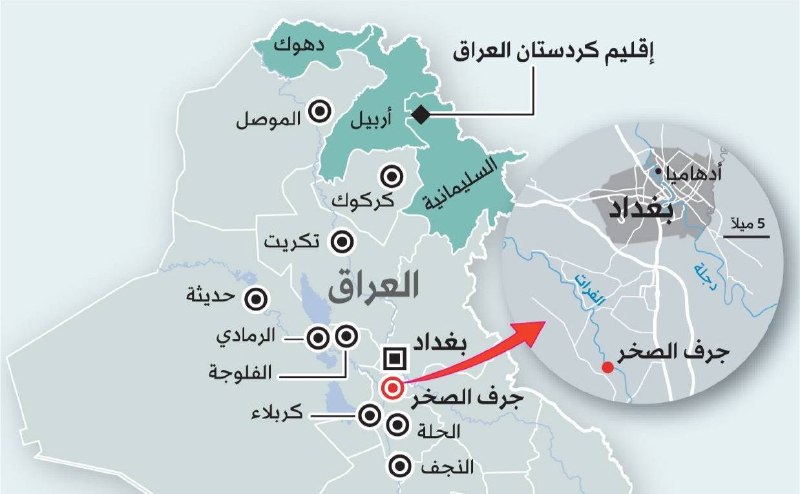 دهوك
إقليم كردستان العراق
الموصل
أربيل
السليمانية
كركوك
تكريت
العراق
حديثة
الرمادي
الفلوجة
بغداد
جرف الصخر
كربلاء
الحلة
النجف
أدهاميا
بغداد
5 ميلاً
دجلة
الفرات
جرف الصخر